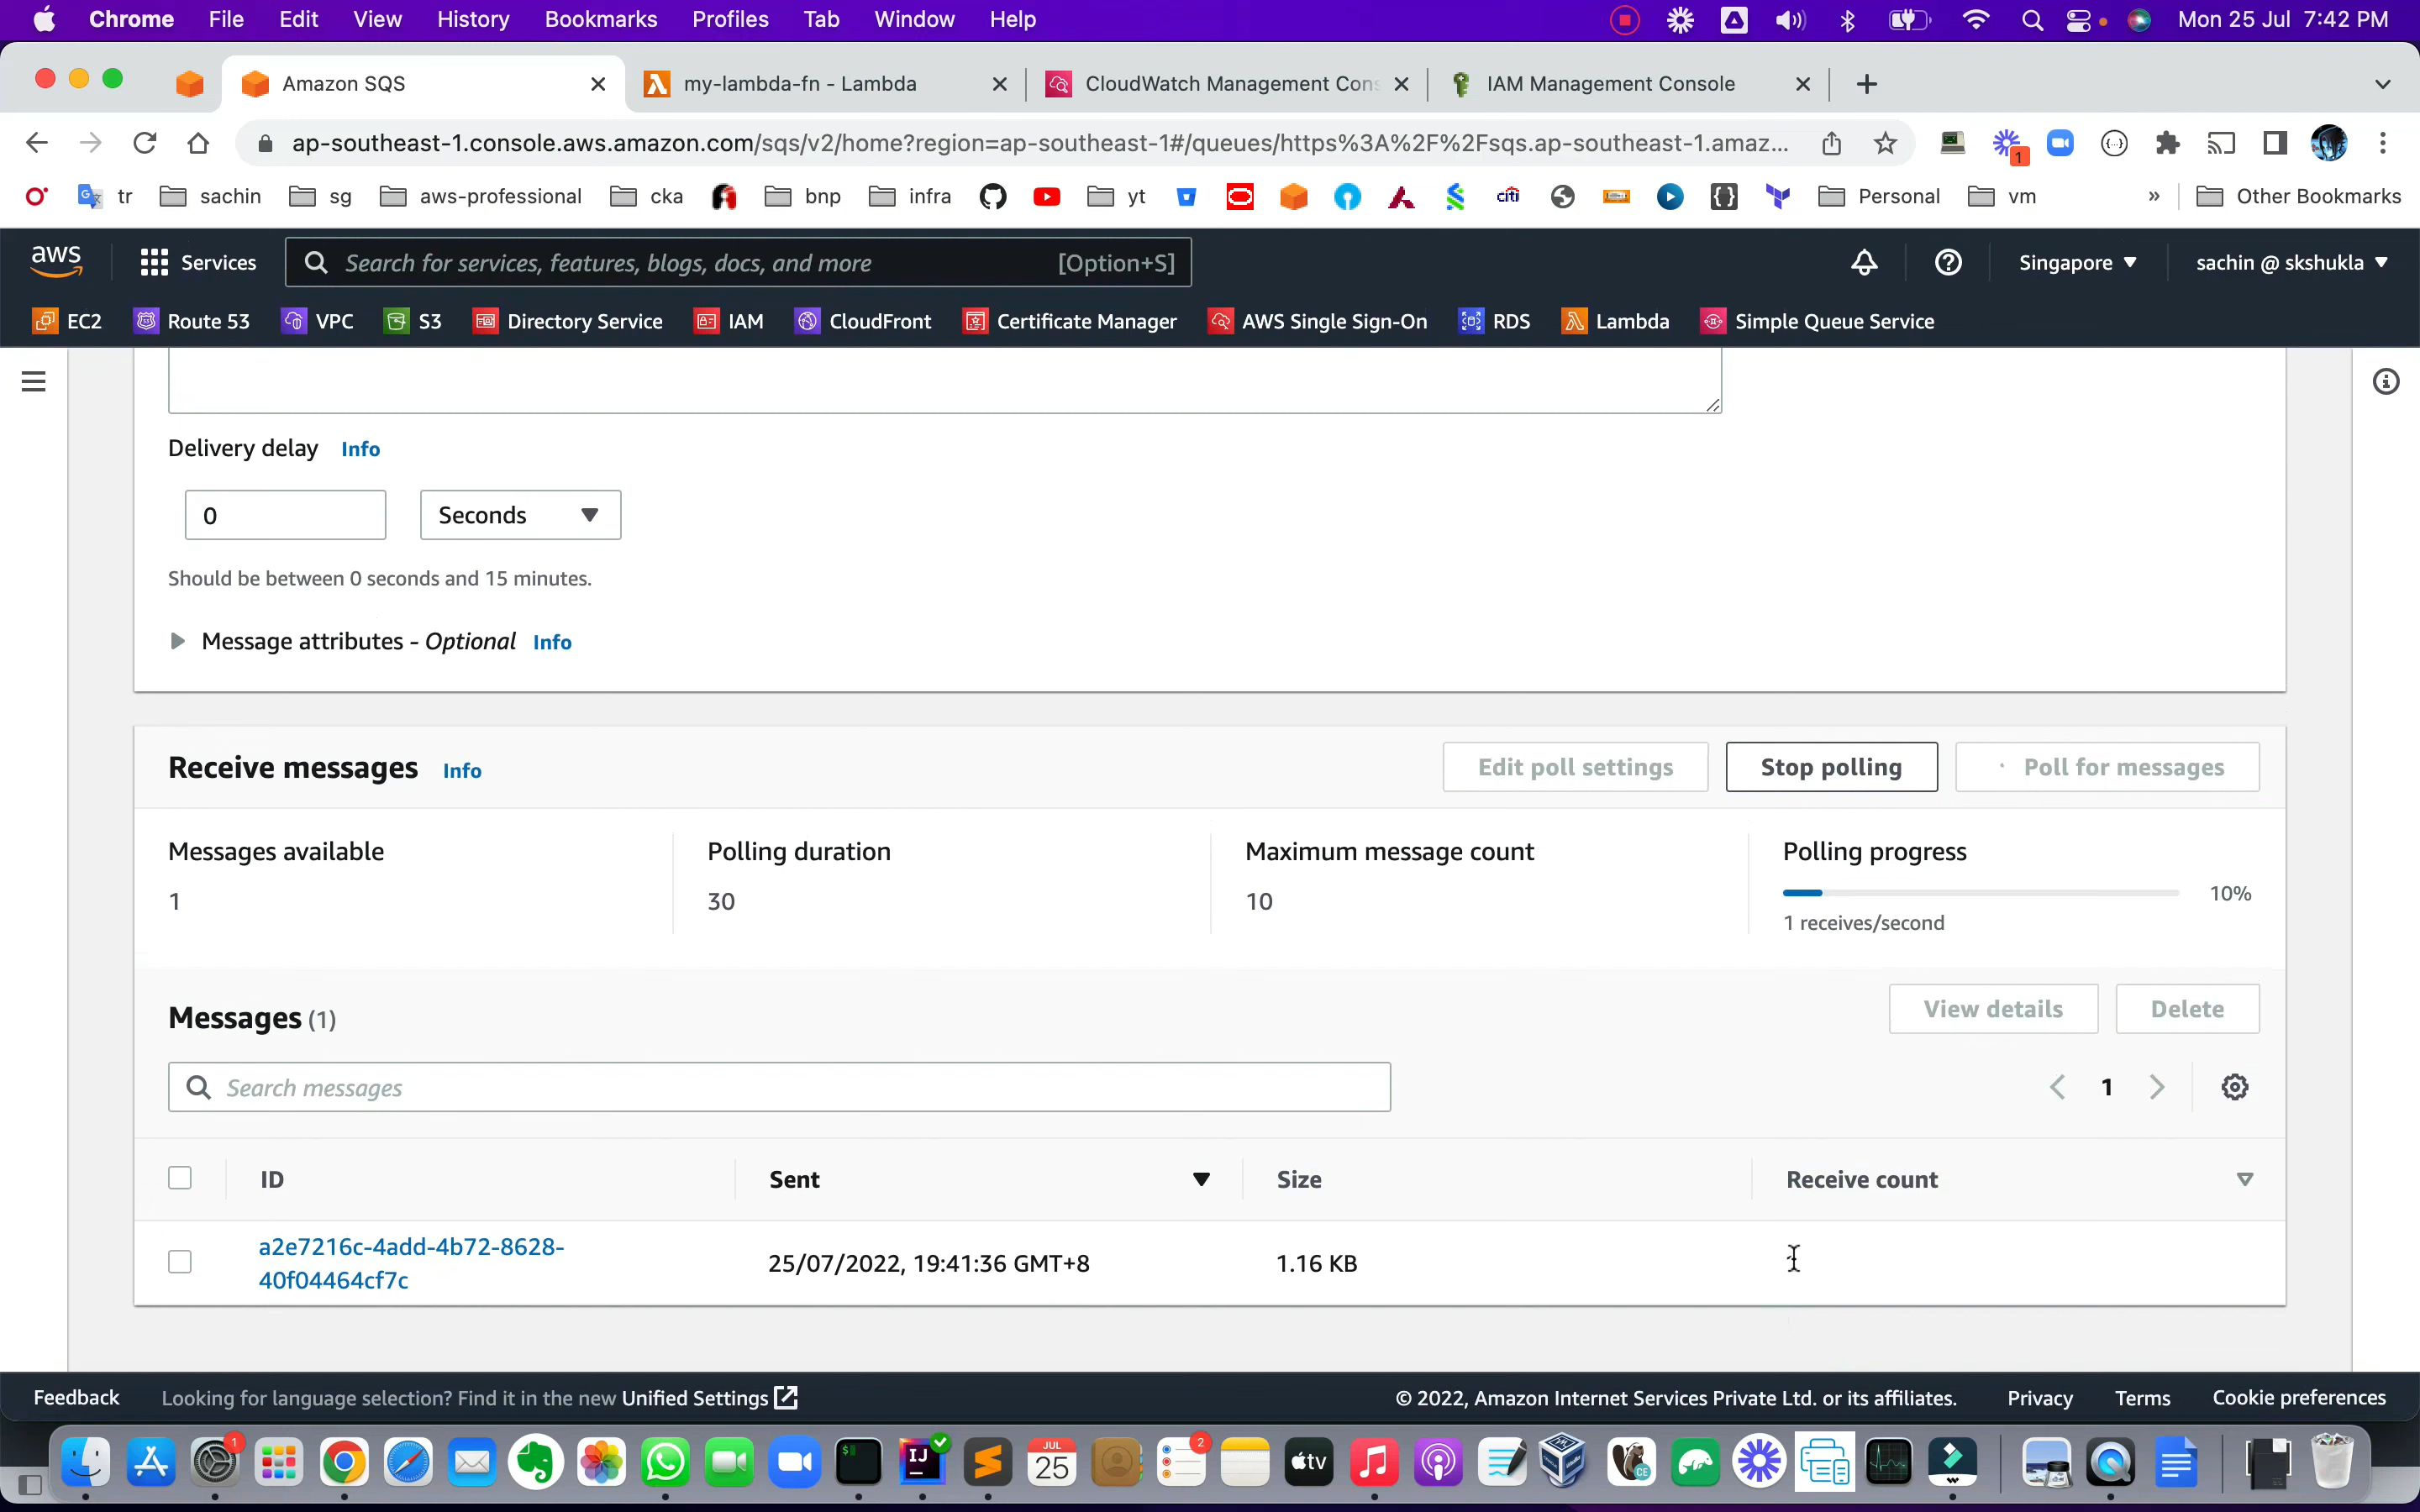 Chrome File Edit View History Bookmarks Profiles Tab Window Help Mon 25 Jul 7:42 PM
Amazon SQS my-lambda-fn - Lambda CloudWatch Management Cons IAM Management Console
ap-southeast-1.console.aws.amazon.com/sqs/v2/home?region=ap-southeast-1#/queues/https%3A%2F%2Fsqs.ap-southeast-1.amaz... 1
tr sachin sg aws-professional cka bnp infra yt citi Personal vm » Other Bookmarks
aws Services Search for services, features, blogs, docs, and more [Option+S] Singapore sachin @ skshukla
EC2 Route 53 VPC S3 Directory Service IAM CloudFront Certificate Manager AWS Single Sign-On RDS Lambda Simple Queue Service
Delivery delay Info
0 Seconds
Should be between 0 seconds and 15 minutes.
Message attributes - Optional Info
Receive messages Info Edit poll settings Stop polling Poll for messages
Messages available Polling duration Maximum message count Polling progress
1 30 10 10%
1 receives/second
Messages (1) View details Delete
Search messages 1
ID Sent Size Receive count
a2e7216c-4add-4b72-8628-
40f04464cf7c 25/07/2022, 19:41:36 GMT+8 1.16 KB
Feedback Looking for language selection? Find it in the new Unified Settings © 2022, Amazon Internet Services Private Ltd. or its affiliates. Privacy Terms Cookie preferences
1 IJ JUL 25 2 tv CE